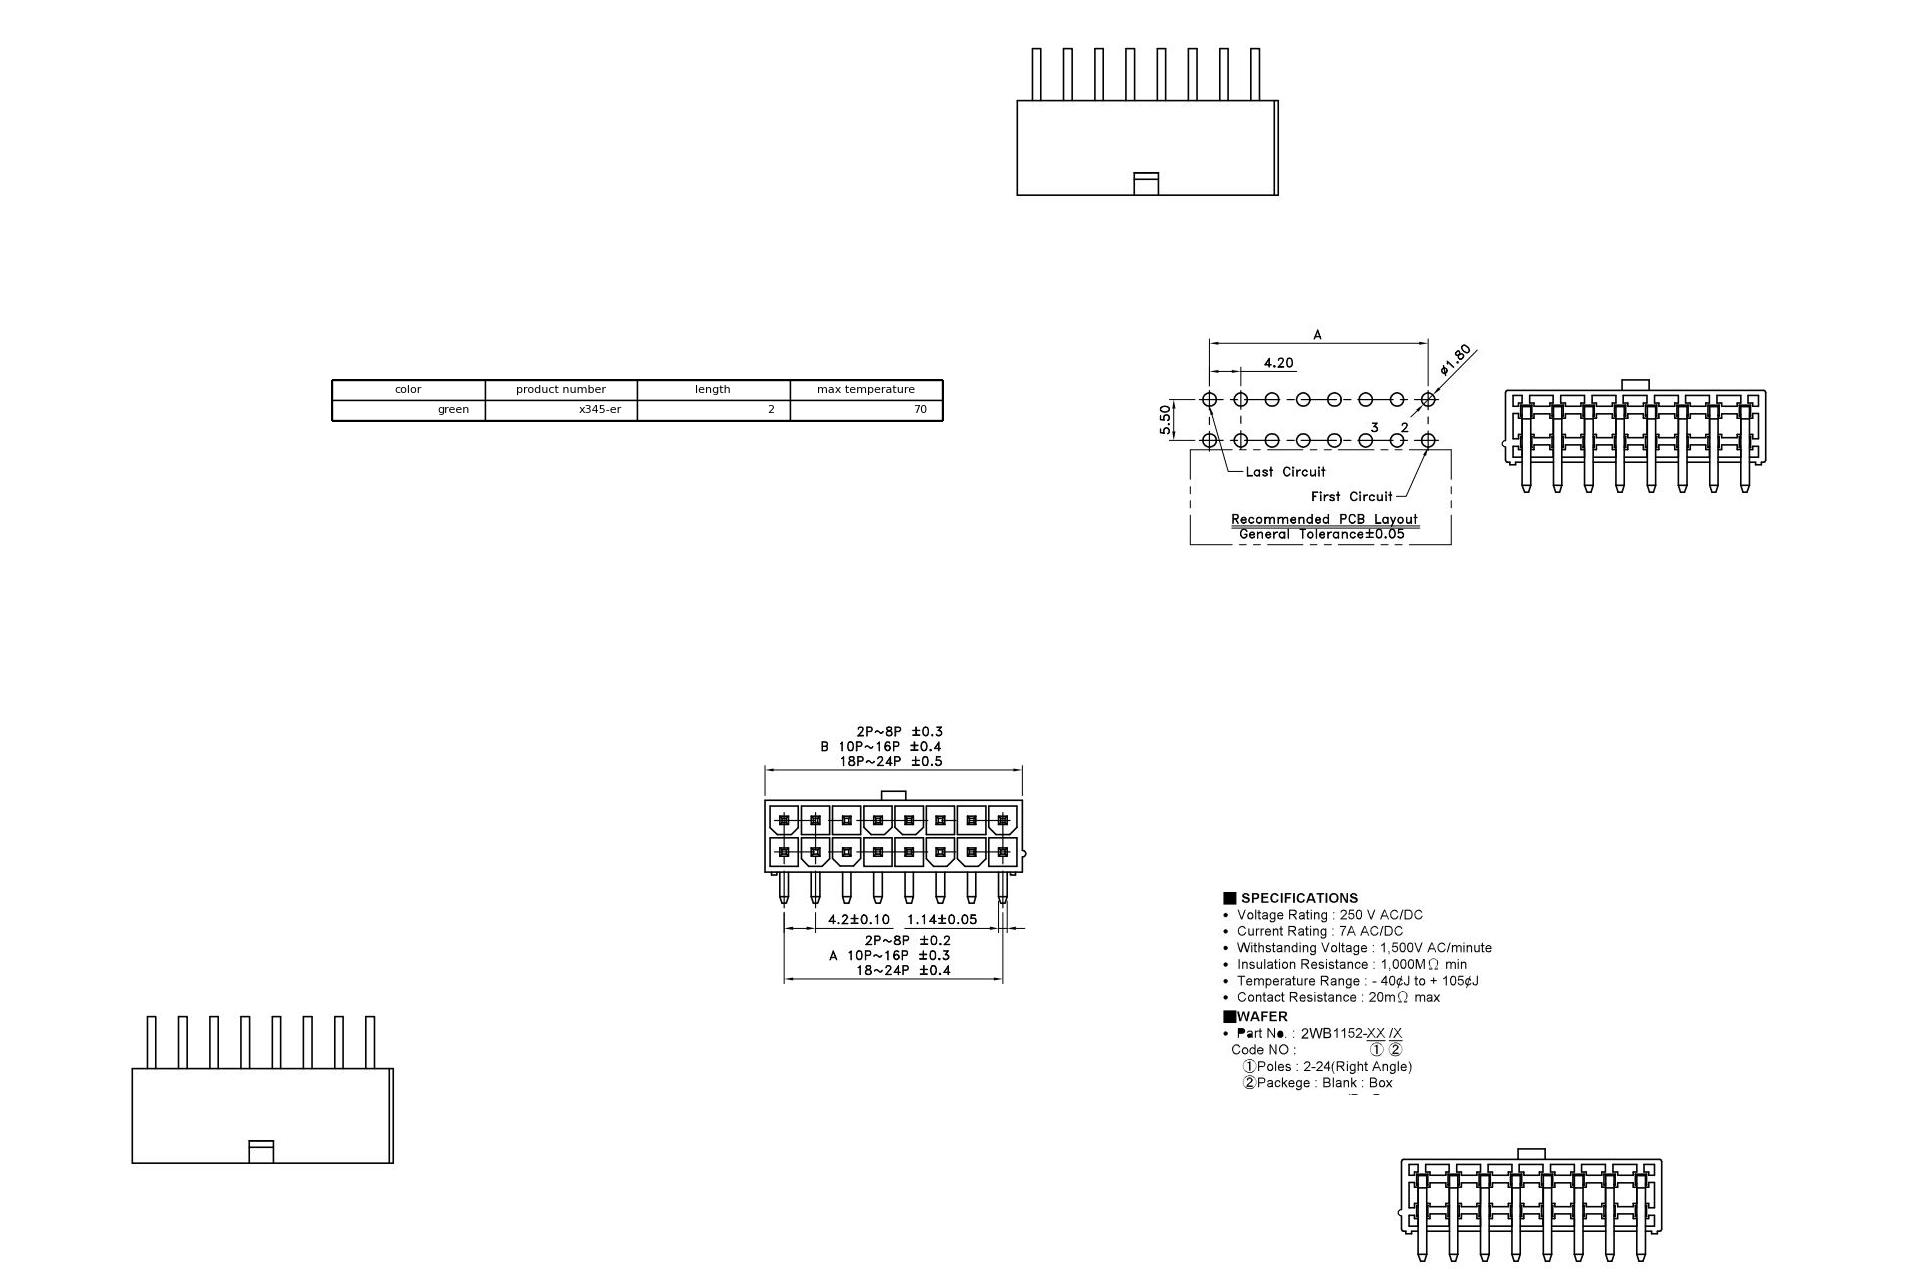 color product number length max temperature
green x345-er 2 70
A
4.20
ø1.80
5.50
3 2
Last Circuit
First Circuit
Recommended PCB Layout
General Tolerance±0.05
2P~8P ±0.3
B 10P~16P ±0.4
18P~24P ±0.5
4.2±0.10 1.14±0.05
2P~8P ±0.2
A 10P~16P ±0.3
18~24P ±0.4
■ SPECIFICATIONS
• Voltage Rating : 250 V AC/DC
• Current Rating : 7A AC/DC
• Withstanding Voltage : 1,500V AC/minute
• Insulation Resistance : 1,000MΩ min
• Temperature Range : - 40¢J to + 105¢J
• Contact Resistance : 20mΩ max
■WAFER
• Part No. : 2WB1152-XX /X
Code NO : ① ②
①Poles : 2-24(Right Angle)
②Packege : Blank : Box